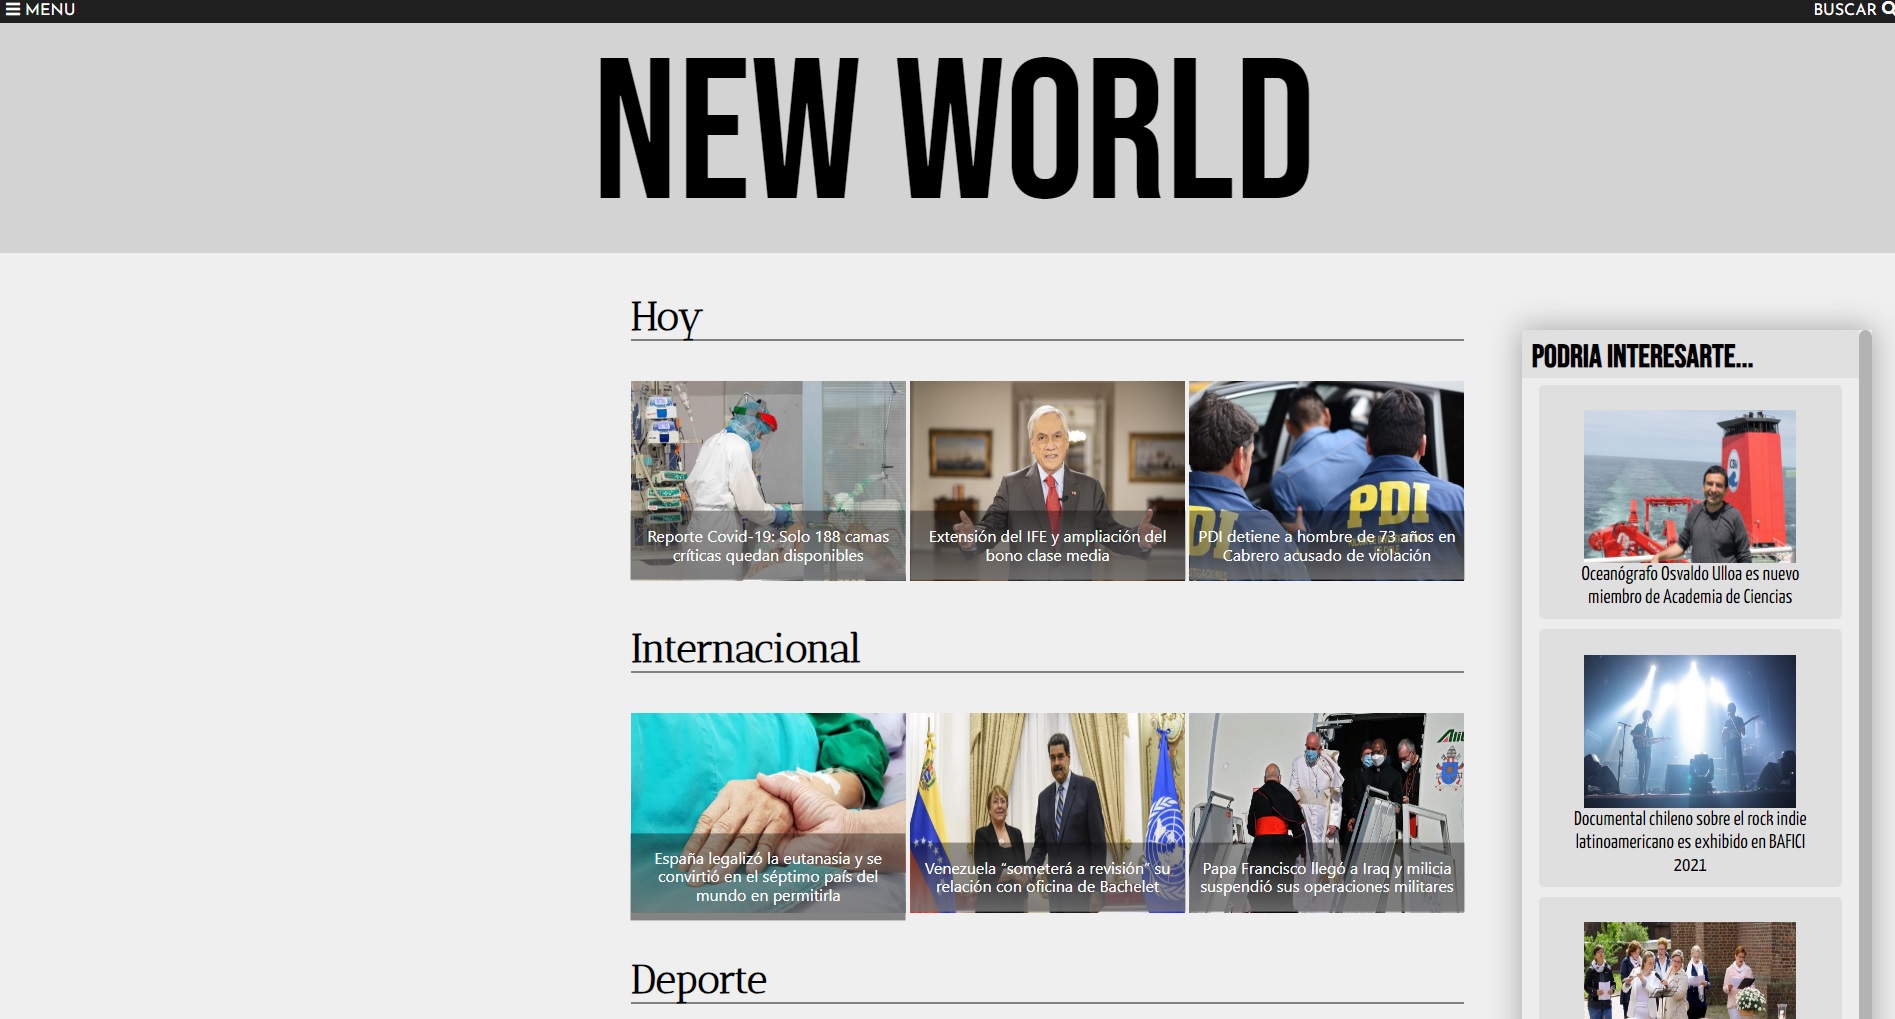 MENU
BUSCAR
NEW WORLD
Hoy
PDI
DI
Reporte Covid-19: Solo 188 camas
críticas quedan disponibles
Extensión del IFE y ampliación del
bono clase media
PDI detiene a hombre de 73 años en
Cabrero acusado de violación
Internacional
España legalizó la eutanasia y se
convirtió en el séptimo país del
mundo en permitirla
Venezuela “someterá a revisión” su
relación con oficina de Bachelet
Papa Francisco llegó a Iraq y milicia
suspendió sus operaciones militares
Deporte
PODRIA INTERESARTE...
Oceanógrafo Osvaldo Ulloa es nuevo
miembro de Academia de Ciencias
Documental chileno sobre el rock indie
latinoamericano es exhibido en BAFICI
2021